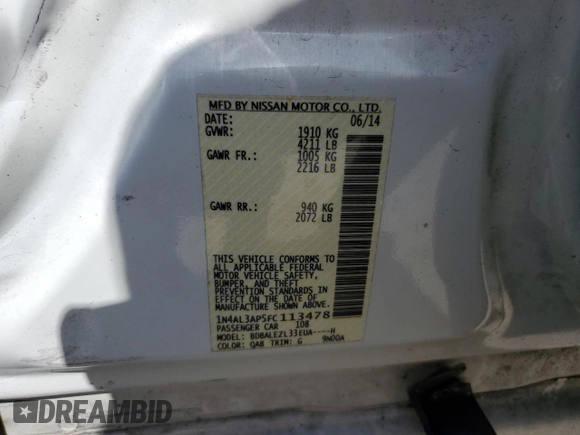 MFD BY NISSAN MOTOR CO., LTD.
DATE: 06/14
GVWR: 1910 KG
4211 LB
GAWR FR.: 1005 KG
2216 LB
GAWR RR.: 940 KG
2072 LB
THIS VEHICLE CONFORMS TO
ALL APPLICABLE FEDERAL
MOTOR VEHICLE SAFETY,
BUMPER, AND THEFT
PREVENTION STANDARDS IN
EFFECT ON THE DATE OF
MANUFACTURE SHOWN ABOVE.
1N4AL3AP5FC113478
PASSENGER CAR 108
MODEL: BDBALEZL33EUA----H
COLOR: QAB TRIM: G 9N00A
DREAMBID